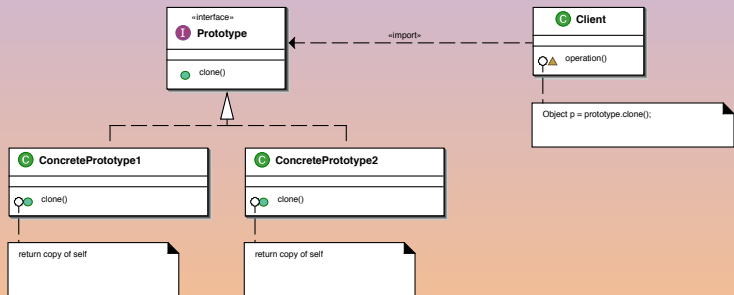 «interface»
I Prototype
clone()
«import»
C Client
operation()
Object p = prototype.clone();
C ConcretePrototype1
clone()
return copy of self
C ConcretePrototype2
clone()
return copy of self